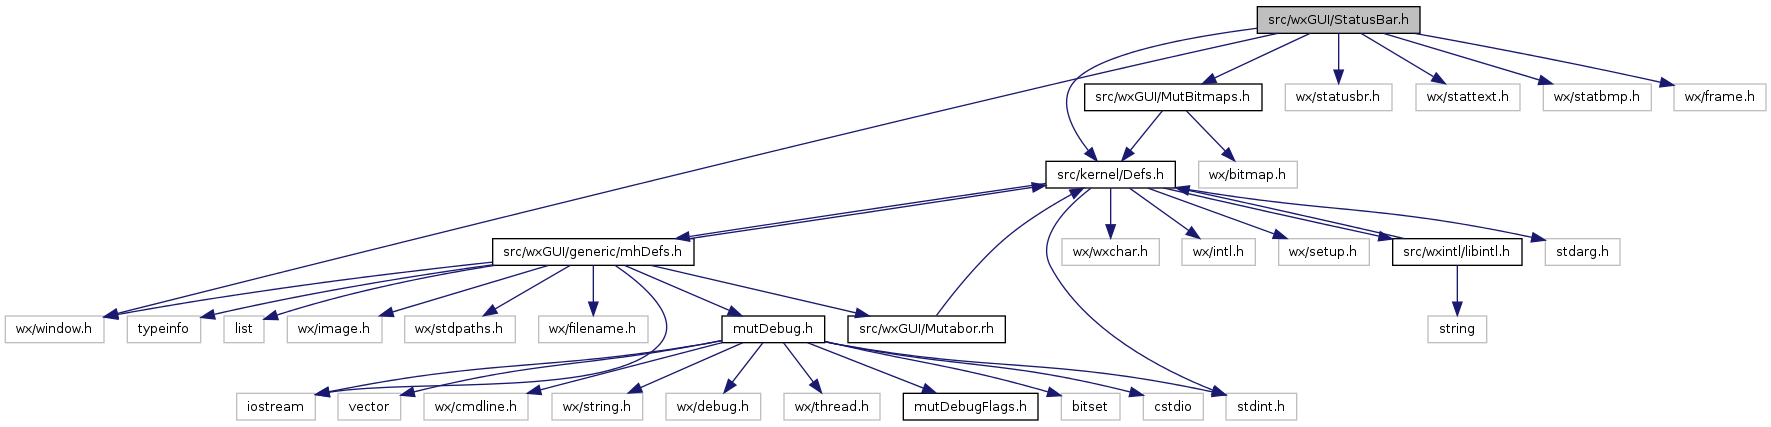 src/wxGUI/StatusBar.h
src/wxGUI/MutBitmaps.h
wx/statusbr.h
wx/stattext.h
wx/statbmp.h
wx/frame.h
src/kernel/Defs.h
wx/bitmap.h
src/wxGUI/generic/mhDefs.h
wx/wxchar.h
wx/intl.h
wx/setup.h
src/wxintl/libintl.h
stdarg.h
wx/window.h
typeinfo
list
wx/image.h
wx/stdpaths.h
wx/filename.h
mutDebug.h
src/wxGUI/Mutabor.rh
string
iostream
vector
wx/cmdline.h
wx/string.h
wx/debug.h
wx/thread.h
mutDebugFlags.h
bitset
cstdio
stdint.h